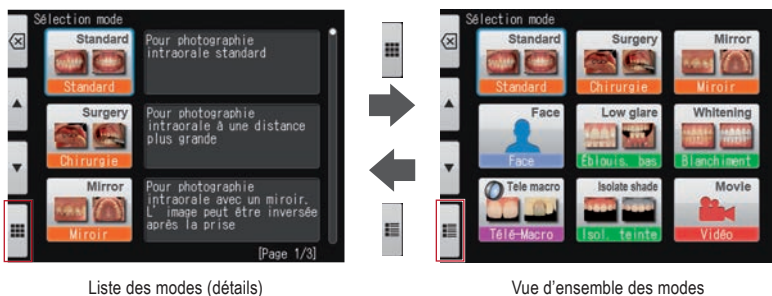 Sélection mode
Standard
Standard
Pour photographie
intraorale standard
Surgery
Chirurgie
Pour photographie
intraorale à une distance
plus grande
Mirror
Miroir
Pour photographie
intraorale avec un miroir.
L'image peut être inversée
après la prise
[Page 1/3]
Liste des modes (détails)
Sélection mode
Standard
Standard
Surgery
Chirurgie
Mirror
Miroir
Face
Face
Low glare
Éblouis. bas
Whitening
Blanchiment
Tele macro
Télé-Macro
Isolate shade
Isol. teinte
Movie
Vidéo
Vue d'ensemble des modes